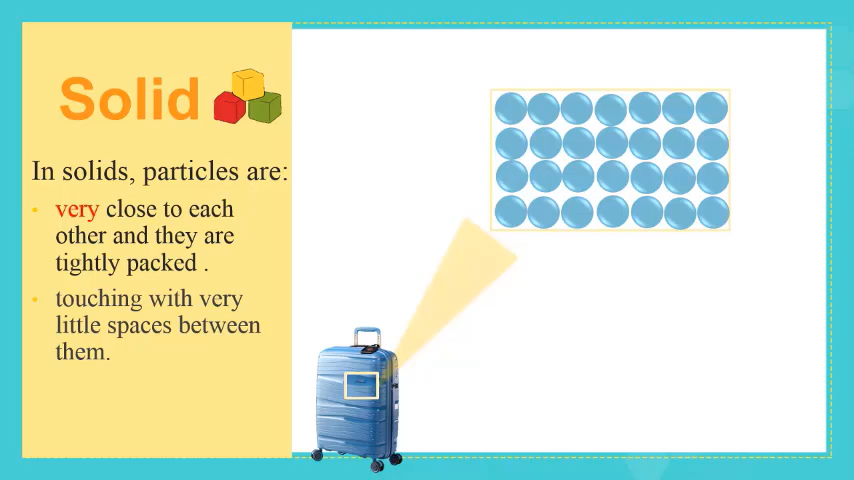 Solid
In solids, particles are:
• very close to each
other and they are
tightly packed .
• touching with very
little spaces between
them.